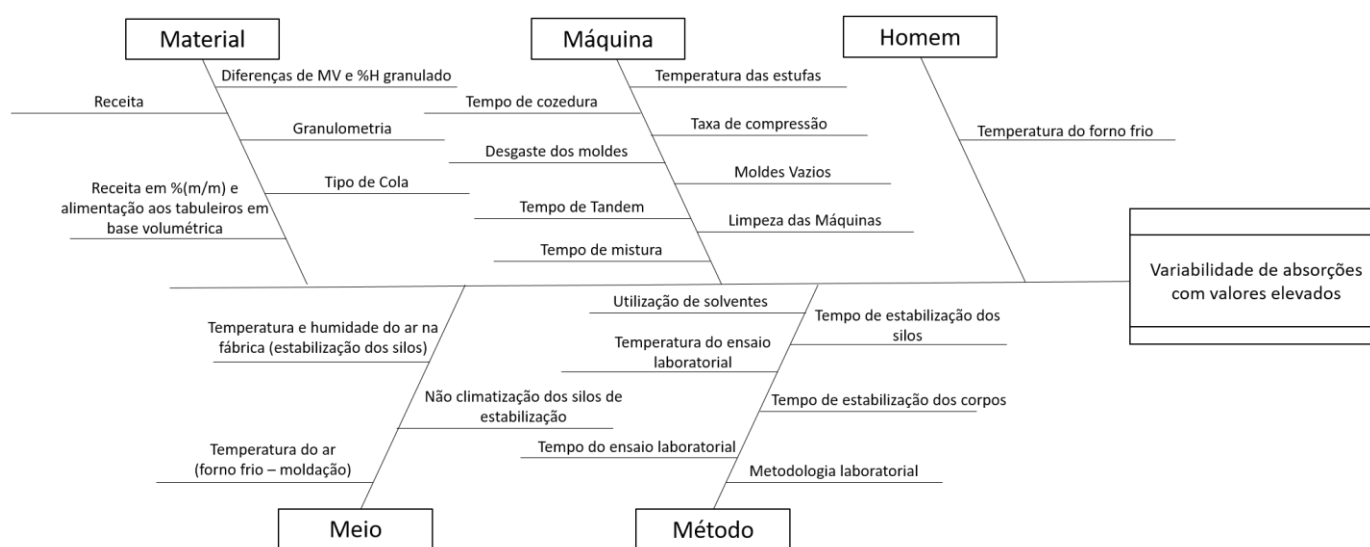 Material
Máquina
Homem
Diferenças de MV e %H granulado
Receita
Granulometria
Tipo de Cola
Receita em %(m/m) e
alimentação aos tabuleiros em
base volumétrica
Temperatura das estufas
Tempo de cozedura
Taxa de compressão
Desgaste dos moldes
Moldes Vazios
Tempo de Tandem
Limpeza das Máquinas
Tempo de mistura
Temperatura do forno frio
Variabilidade de absorções
com valores elevados
Temperatura e humidade do ar na
fábrica (estabilização dos silos)
Não climatização dos silos de
estabilização
Temperatura do ar
(forno frio – moldação)
Utilização de solventes
Tempo de estabilização dos
silos
Temperatura do ensaio
laboratorial
Tempo de estabilização dos corpos
Tempo do ensaio laboratorial
Metodologia laboratorial
Meio
Método